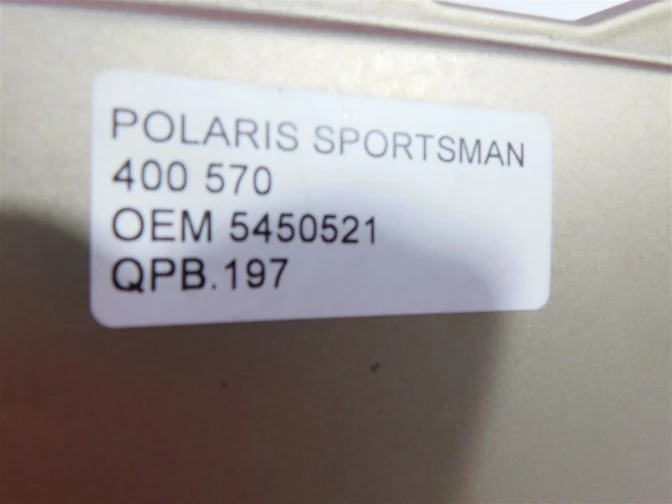 POLARIS SPORTSMAN
400 570
OEM 5450521
QPB.197